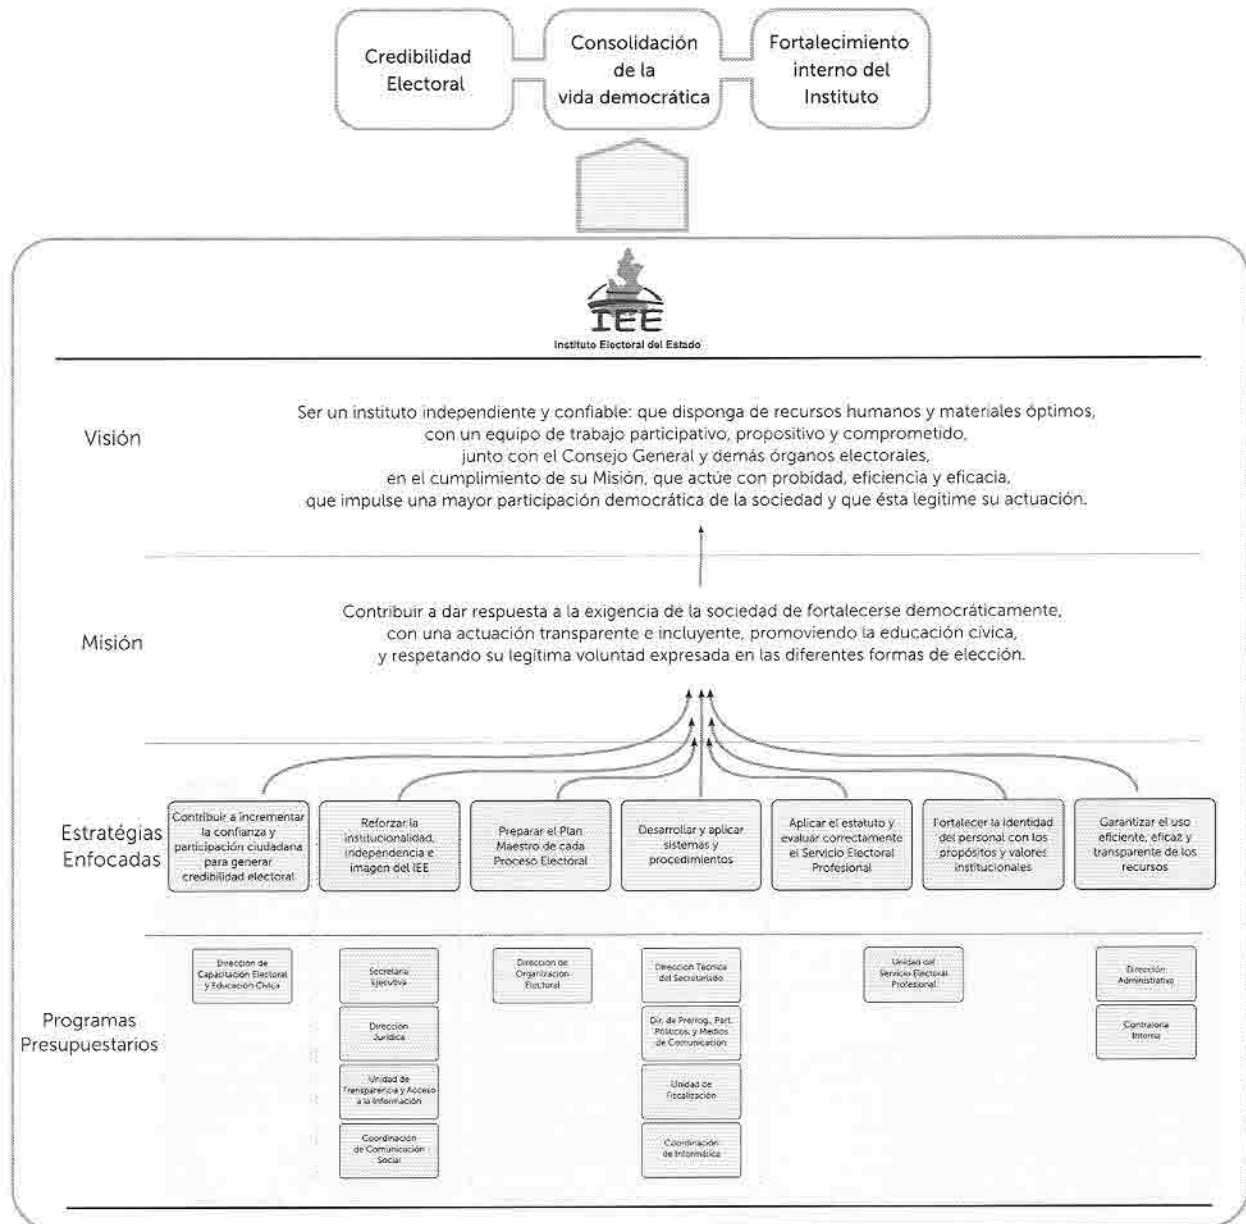 Credibilidad
Electoral
Consolidación
de la
vida democrática
Fortalecimiento
interno del
Instituto
IEE
Instituto Electoral del Estado
Visión
Ser un instituto independiente y confiable: que disponga de recursos humanos y materiales óptimos,
con un equipo de trabajo participativo, propositivo y comprometido,
junto con el Consejo General y demás órganos electorales,
en el cumplimiento de su Misión, que actúe con probidad, eficiencia y eficacia,
que impulse una mayor participación democrática de la sociedad y que ésta legitime su actuación.
Misión
Contribuir a dar respuesta a la exigencia de la sociedad de fortalecerse democráticamente,
con una actuación transparente e incluyente, promoviendo la educación cívica,
y respetando su legítima voluntad expresada en las diferentes formas de elección.
Estratégias
Enfocadas
Contribuir a incrementar
la confianza y
participación ciudadana
para generar
credibilidad electoral
Reforzar la
institucionalidad,
independencia e
imagen del IEE
Preparar el Plan
Maestro de cada
Proceso Electoral
Desarrollar y aplicar
sistemas y
procedimientos
Aplicar el estatuto y
evaluar correctamente
el Servicio Electoral
Profesional
Fortalecer la identidad
del personal con los
propósitos y valores
institucionales
Garantizar el uso
eficiente, eficaz y
transparente de los
recursos
Programas
Presupuestarios
Dirección de
Capacitación Electoral
y Educación Cívica
Secretaría
Ejecutiva
Dirección
Jurídica
Unidad de
Transparencia y Acceso
a la Información
Coordinación
de Comunicación
Social
Dirección de
Organización
Electoral
Dirección Técnica
del Secretariado
Dir. de Prerrog., Part.
Políticos, y Medios
de Comunicación
Unidad de
Fiscalización
Coordinación
de Informática
Unidad del
Servicio Electoral
Profesional
Dirección
Administrativa
Contraloría
Interna